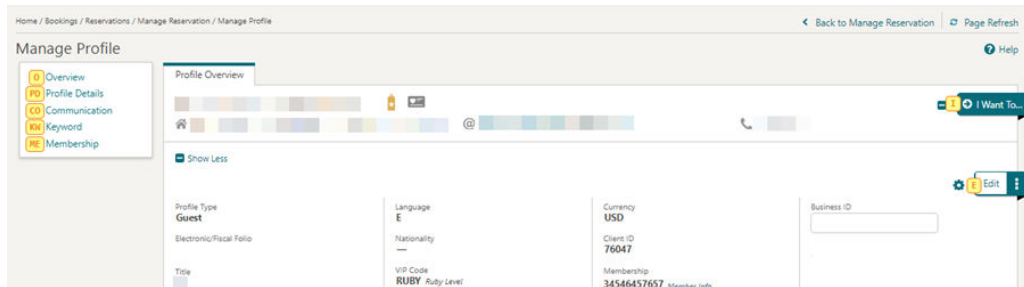 Home / Bookings / Reservations / Manage Reservation / Manage Profile
Back to Manage Reservation
Page Refresh
Manage Profile
Help
O Overview
PD Profile Details
CO Communication
KW Keyword
ME Membership
Profile Overview
I I Want To...
@
Show Less
E Edit
Profile Type
Guest
Language
E
Currency
USD
Business ID
Electronic/Fiscal Folio
Nationality
—
Client ID
76047
Title
VIP Code
RUBY Ruby Level
Membership
34546457657 Member Info